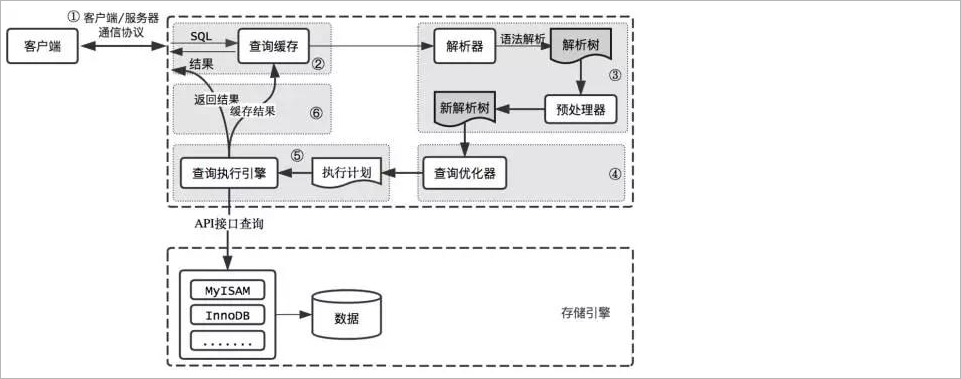 ① 客户端/服务器
通信协议
客户端
SQL
结果
查询缓存
②
解析器
语法解析
解析树
③
预处理器
新解析树
返回结果
缓存结果
⑥
查询执行引擎
⑤
执行计划
查询优化器
④
API接口查询
MyISAM
InnoDB
.......
数据
存储引擎